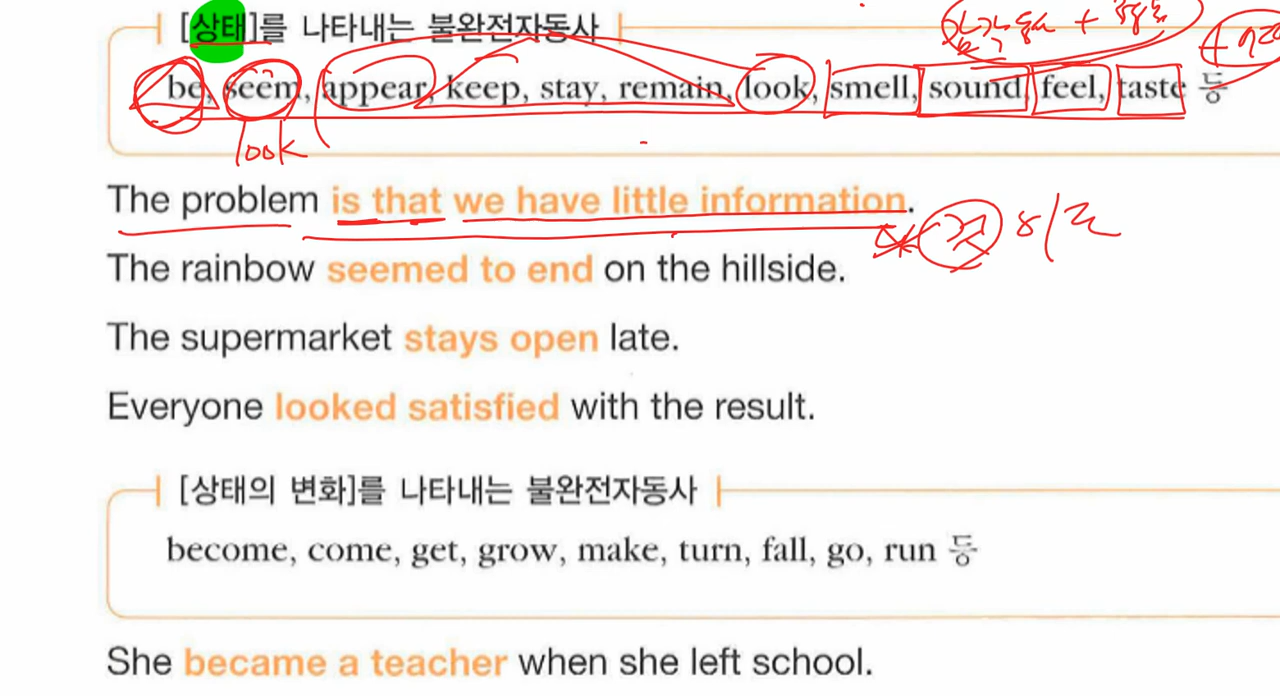 [상태]를 나타내는 불완전자동사
be, seem, appear, keep, stay, remain, look, smell, sound, feel, taste 등
look
The problem is that we have little information.
The rainbow seemed to end on the hillside.
The supermarket stays open late.
Everyone looked satisfied with the result.
[상태의 변화]를 나타내는 불완전자동사
become, come, get, grow, make, turn, fall, go, run 등
She became a teacher when she left school.